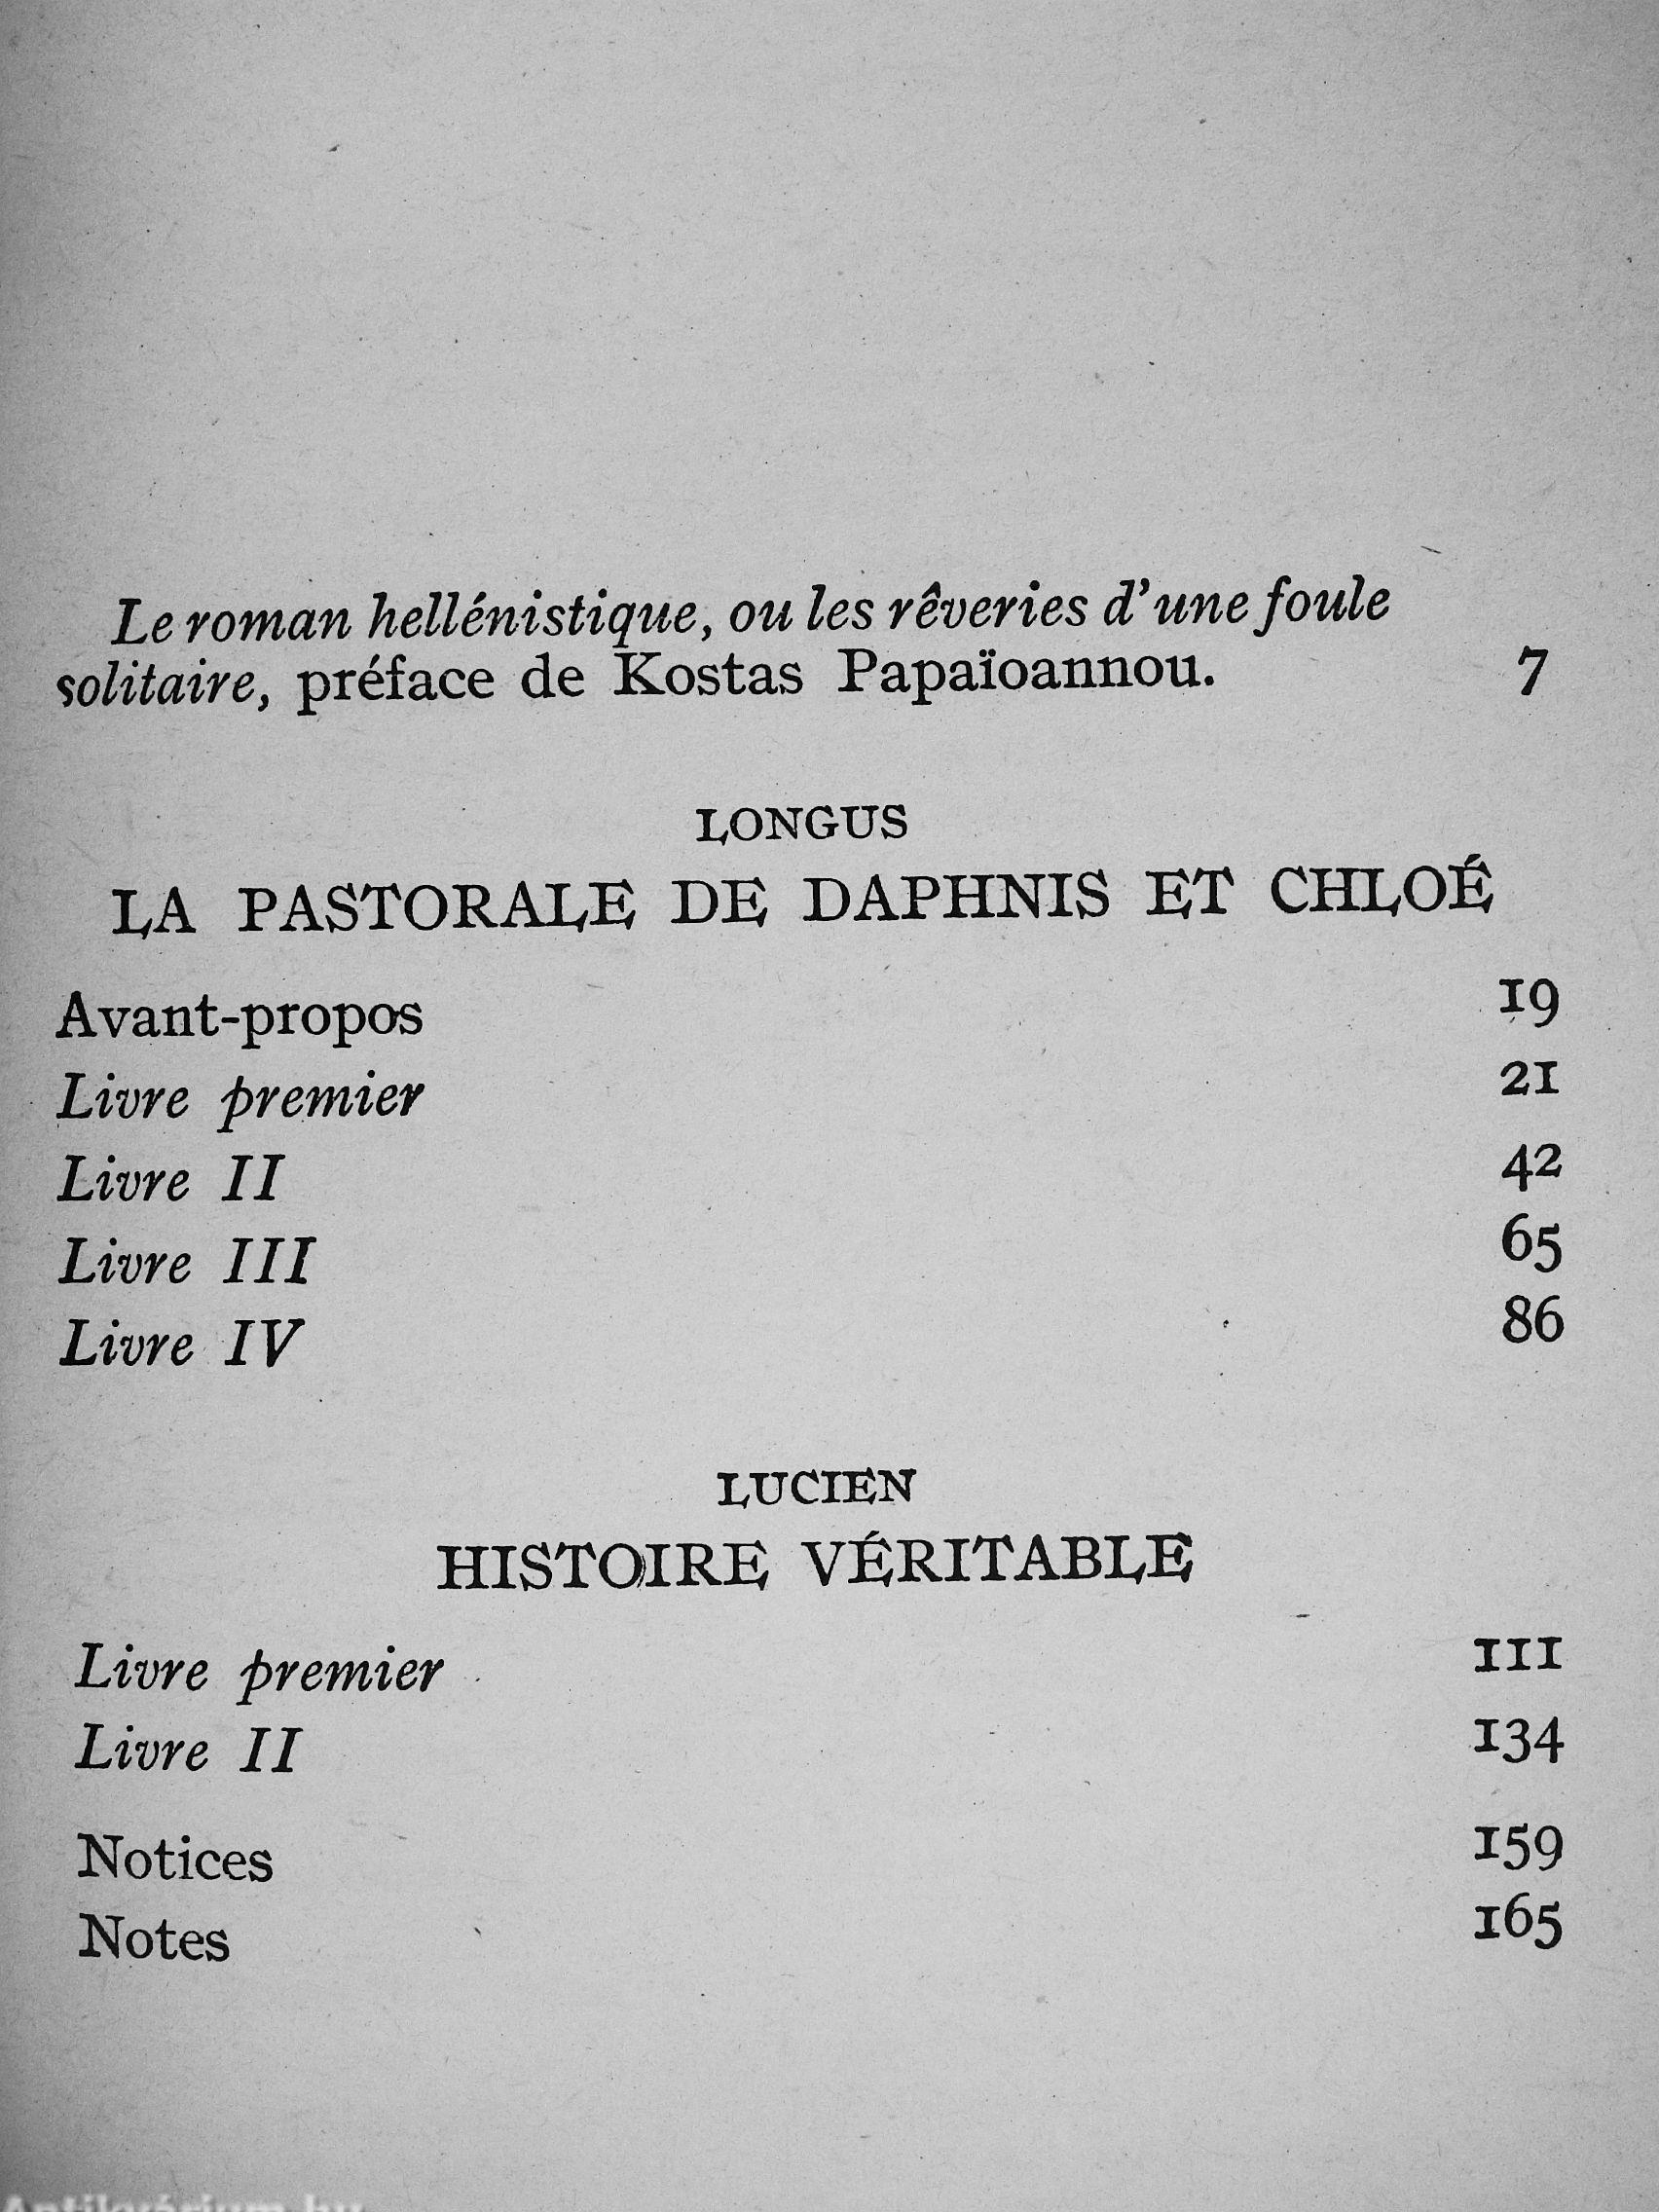 Le roman hellénistique, ou les rêveries d'une foule
solitaire, préface de Kostas Papaïoannou. 7
LONGUS
LA PASTORALE DE DAPHNIS ET CHLOÉ
Avant-propos 19
Livre premier 21
Livre II 42
Livre III 65
Livre IV 86
LUCIEN
HISTOIRE VÉRITABLE
Livre premier 111
Livre II 134
Notices 159
Notes 165
Antikvárium.hu